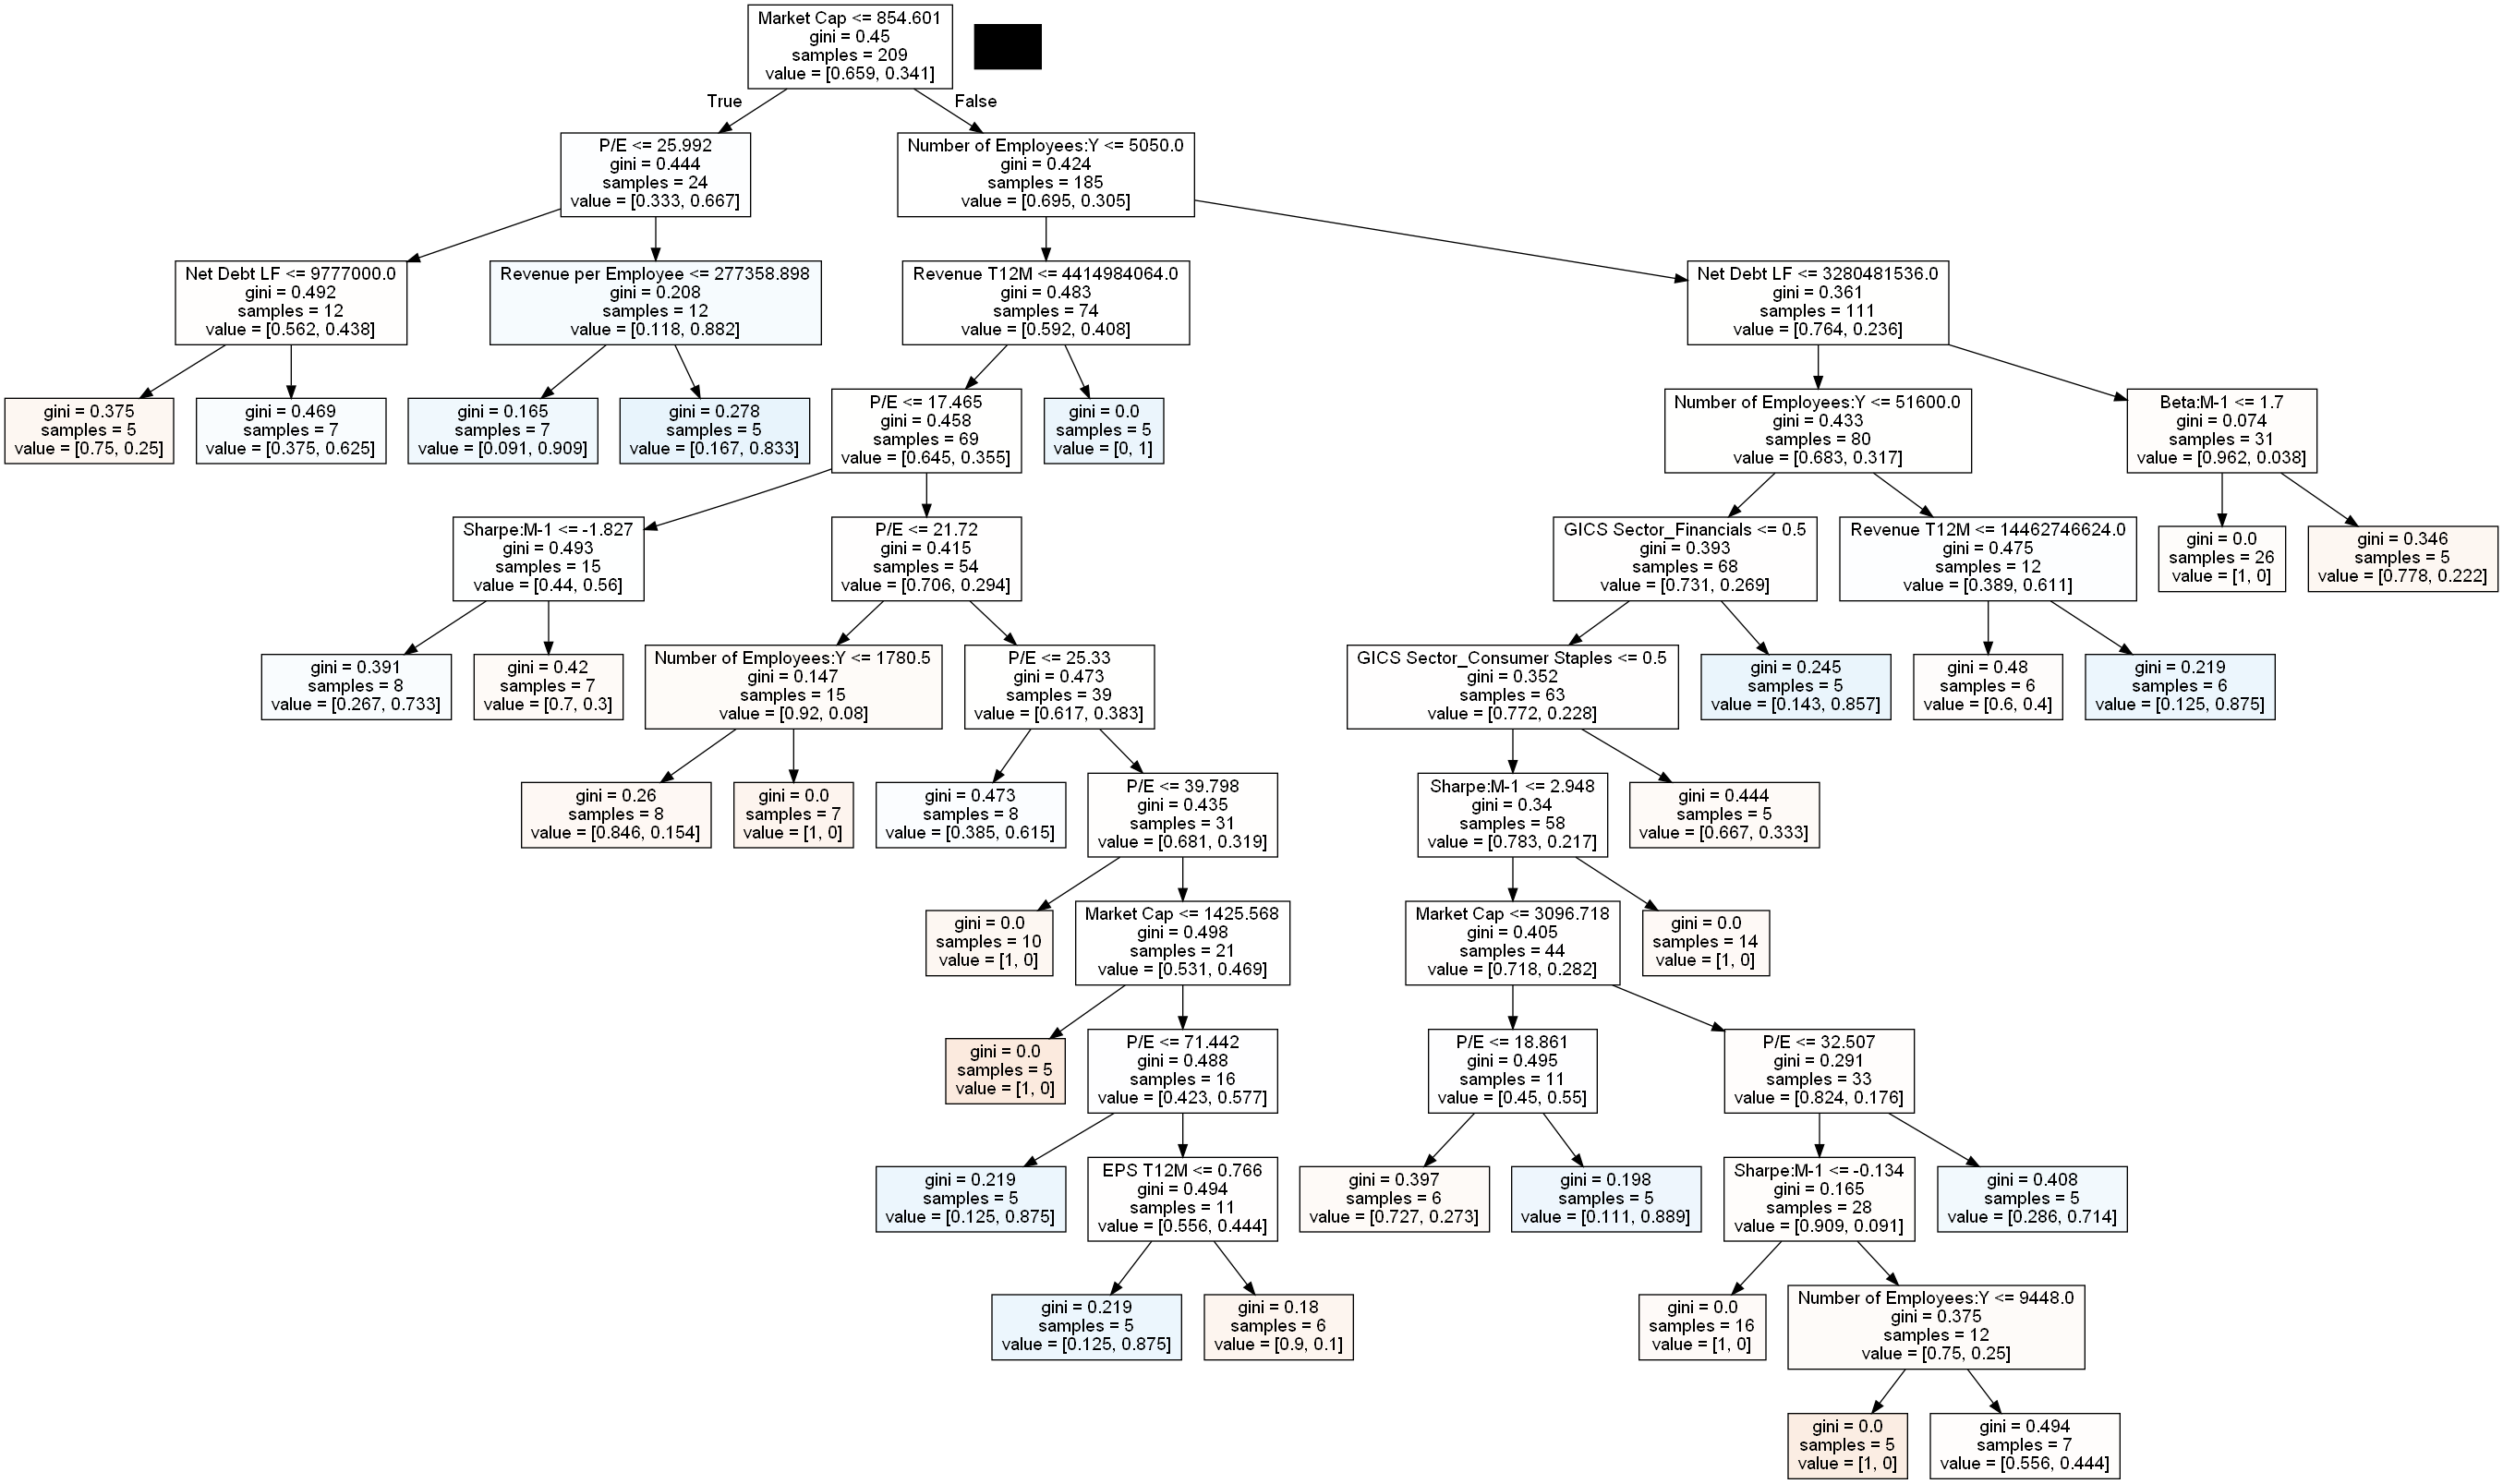 Market Cap <= 854.601
gini = 0.45
samples = 209
value = [0.659, 0.341]
True
False
P/E <= 25.992
gini = 0.444
samples = 24
value = [0.333, 0.667]
Number of Employees:Y <= 5050.0
gini = 0.424
samples = 185
value = [0.695, 0.305]
Net Debt LF <= 9777000.0
gini = 0.492
samples = 12
value = [0.562, 0.438]
Revenue per Employee <= 277358.898
gini = 0.208
samples = 12
value = [0.118, 0.882]
Revenue T12M <= 4414984064.0
gini = 0.483
samples = 74
value = [0.592, 0.408]
Net Debt LF <= 3280481536.0
gini = 0.361
samples = 111
value = [0.764, 0.236]
gini = 0.375
samples = 5
value = [0.75, 0.25]
gini = 0.469
samples = 7
value = [0.375, 0.625]
gini = 0.165
samples = 7
value = [0.091, 0.909]
gini = 0.278
samples = 5
value = [0.167, 0.833]
P/E <= 17.465
gini = 0.458
samples = 69
value = [0.645, 0.355]
gini = 0.0
samples = 5
value = [0, 1]
Number of Employees:Y <= 51600.0
gini = 0.433
samples = 80
value = [0.683, 0.317]
Beta:M-1 <= 1.7
gini = 0.074
samples = 31
value = [0.962, 0.038]
Sharpe:M-1 <= -1.827
gini = 0.493
samples = 15
value = [0.44, 0.56]
P/E <= 21.72
gini = 0.415
samples = 54
value = [0.706, 0.294]
GICS Sector_Financials <= 0.5
gini = 0.393
samples = 68
value = [0.731, 0.269]
Revenue T12M <= 14462746624.0
gini = 0.475
samples = 12
value = [0.389, 0.611]
gini = 0.0
samples = 26
value = [1, 0]
gini = 0.346
samples = 5
value = [0.778, 0.222]
gini = 0.391
samples = 8
value = [0.267, 0.733]
gini = 0.42
samples = 7
value = [0.7, 0.3]
Number of Employees:Y <= 1780.5
gini = 0.147
samples = 15
value = [0.92, 0.08]
P/E <= 25.33
gini = 0.473
samples = 39
value = [0.617, 0.383]
GICS Sector_Consumer Staples <= 0.5
gini = 0.352
samples = 63
value = [0.772, 0.228]
gini = 0.245
samples = 5
value = [0.143, 0.857]
gini = 0.48
samples = 6
value = [0.6, 0.4]
gini = 0.219
samples = 6
value = [0.125, 0.875]
gini = 0.26
samples = 8
value = [0.846, 0.154]
gini = 0.0
samples = 7
value = [1, 0]
gini = 0.473
samples = 8
value = [0.385, 0.615]
P/E <= 39.798
gini = 0.435
samples = 31
value = [0.681, 0.319]
Sharpe:M-1 <= 2.948
gini = 0.34
samples = 58
value = [0.783, 0.217]
gini = 0.444
samples = 5
value = [0.667, 0.333]
gini = 0.0
samples = 10
value = [1, 0]
Market Cap <= 1425.568
gini = 0.498
samples = 21
value = [0.531, 0.469]
Market Cap <= 3096.718
gini = 0.405
samples = 44
value = [0.718, 0.282]
gini = 0.0
samples = 14
value = [1, 0]
gini = 0.0
samples = 5
value = [1, 0]
P/E <= 71.442
gini = 0.488
samples = 16
value = [0.423, 0.577]
P/E <= 18.861
gini = 0.495
samples = 11
value = [0.45, 0.55]
P/E <= 32.507
gini = 0.291
samples = 33
value = [0.824, 0.176]
gini = 0.219
samples = 5
value = [0.125, 0.875]
EPS T12M <= 0.766
gini = 0.494
samples = 11
value = [0.556, 0.444]
gini = 0.397
samples = 6
value = [0.727, 0.273]
gini = 0.198
samples = 5
value = [0.111, 0.889]
Sharpe:M-1 <= -0.134
gini = 0.165
samples = 28
value = [0.909, 0.091]
gini = 0.408
samples = 5
value = [0.286, 0.714]
gini = 0.219
samples = 5
value = [0.125, 0.875]
gini = 0.18
samples = 6
value = [0.9, 0.1]
gini = 0.0
samples = 16
value = [1, 0]
Number of Employees:Y <= 9448.0
gini = 0.375
samples = 12
value = [0.75, 0.25]
gini = 0.0
samples = 5
value = [1, 0]
gini = 0.494
samples = 7
value = [0.556, 0.444]